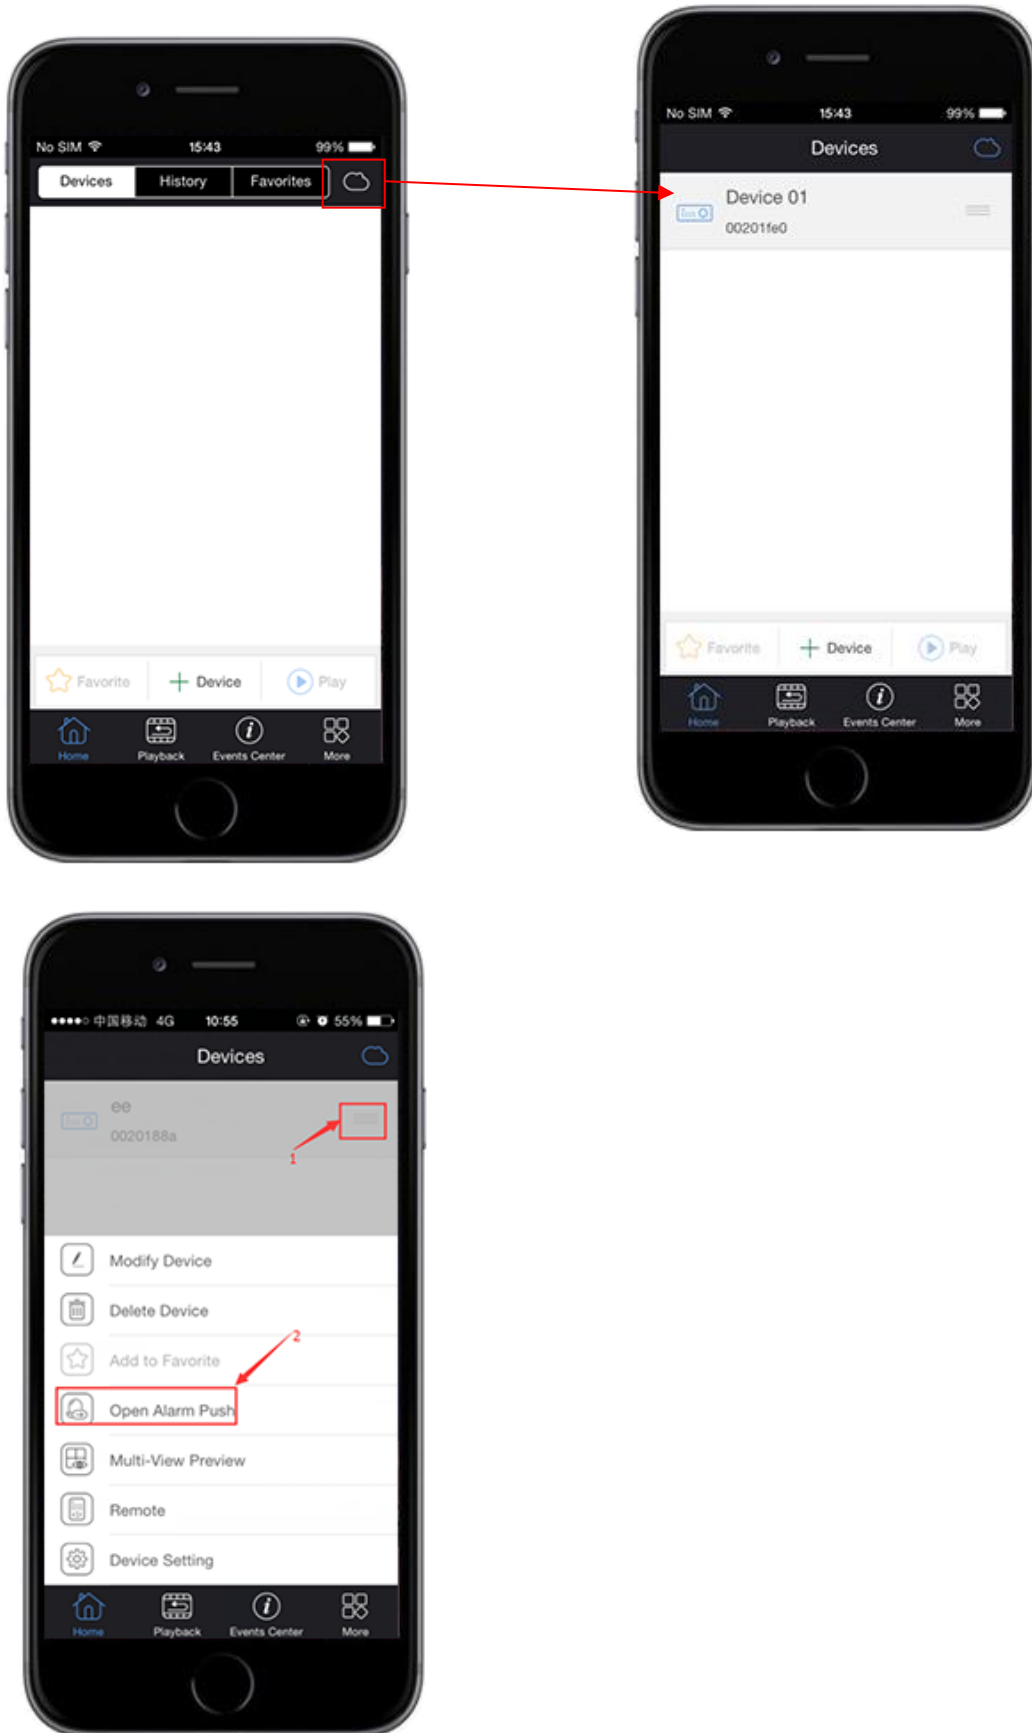 No SIM 15:43 99%
Devices History Favorites
Favorite Device Play
Home Playback Events Center More
No SIM 15:43 99%
Devices
Device 01
00201fe0
Favorite Device Play
Home Playback Events Center More
中国移动 4G 10:55 55%
Devices
ee
0020188a
1
Modify Device
Delete Device
2
Add to Favorite
Open Alarm Push
Multi-View Preview
Remote
Device Setting
Home Playback Events Center More